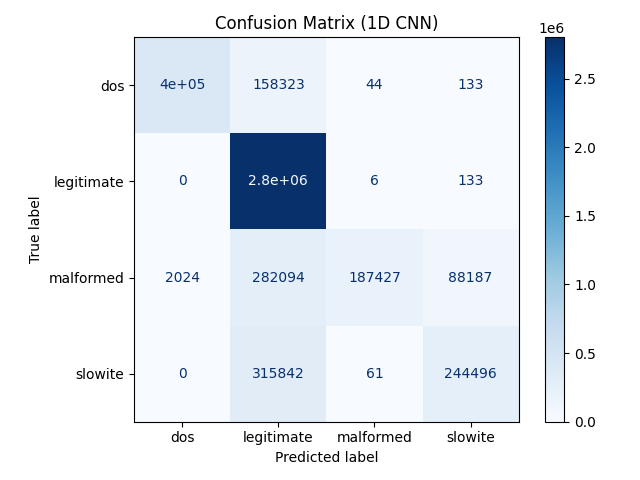 Confusion Matrix (1D CNN)
1e6
dos 4e+05 158323 44 133
legitimate 0 2.8e+06 6 133
malformed 2024 282094 187427 88187
slowite 0 315842 61 244496
dos legitimate malformed slowite
Predicted label
True label
2.5
2.0
1.5
1.0
0.5
0.0